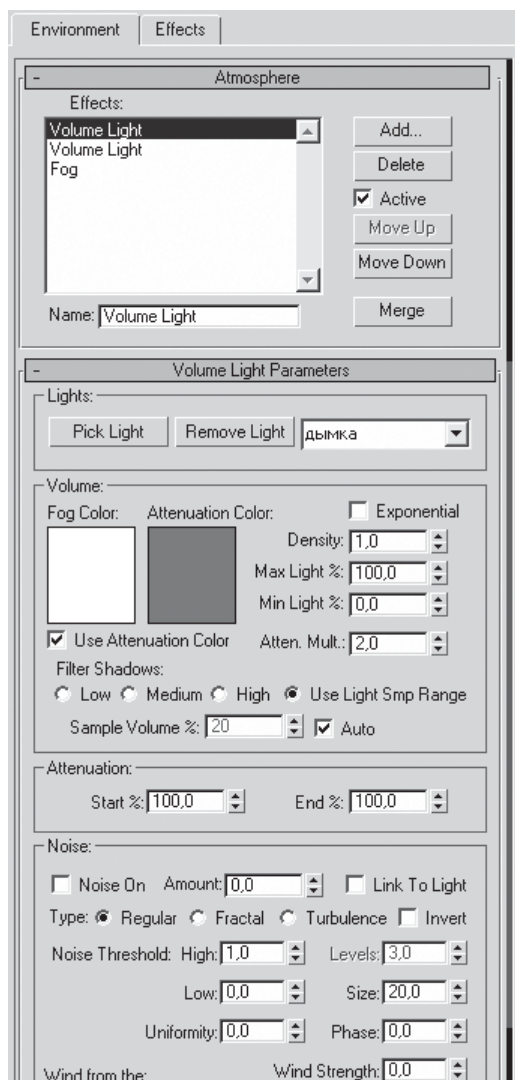 Environment Effects
- Atmosphere
Effects:
Volume Light
Volume Light
Fog
Add...
Delete
Active
Move Up
Move Down
Name: Volume Light
Merge
- Volume Light Parameters
Lights:
Pick Light Remove Light дымка
Volume:
Fog Color: Attenuation Color: Exponential
Density: 1,0
Max Light %: 100,0
Min Light %: 0,0
Use Attenuation Color Atten. Mult.: 2,0
Filter Shadows:
Low Medium High Use Light Smp Range
Sample Volume %: 20 Auto
Attenuation:
Start %: 100,0 End %: 100,0
Noise:
Noise On Amount: 0,0 Link To Light
Type: Regular Fractal Turbulence Invert
Noise Threshold: High: 1,0 Levels: 3,0
Low: 0,0 Size: 20,0
Uniformity: 0,0 Phase: 0,0
Wind from the: Wind Strength: 0,0